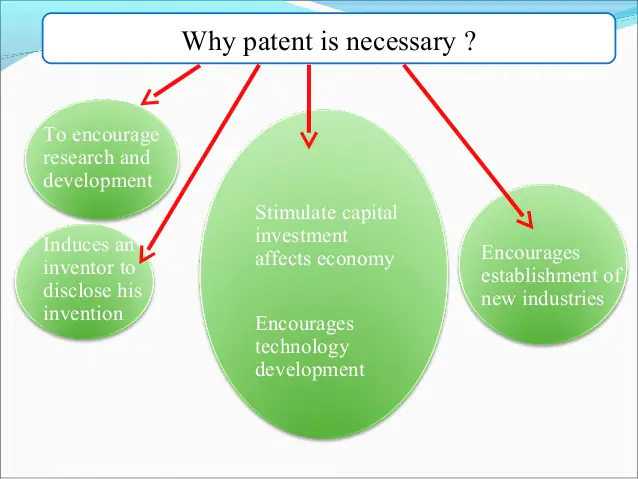 Why patent is necessary ?
To encourage
research and
development
Induces an
inventor to
disclose his
invention
Stimulate capital
investment
affects economy
Encourages
technology
development
Encourages
establishment of
new industries